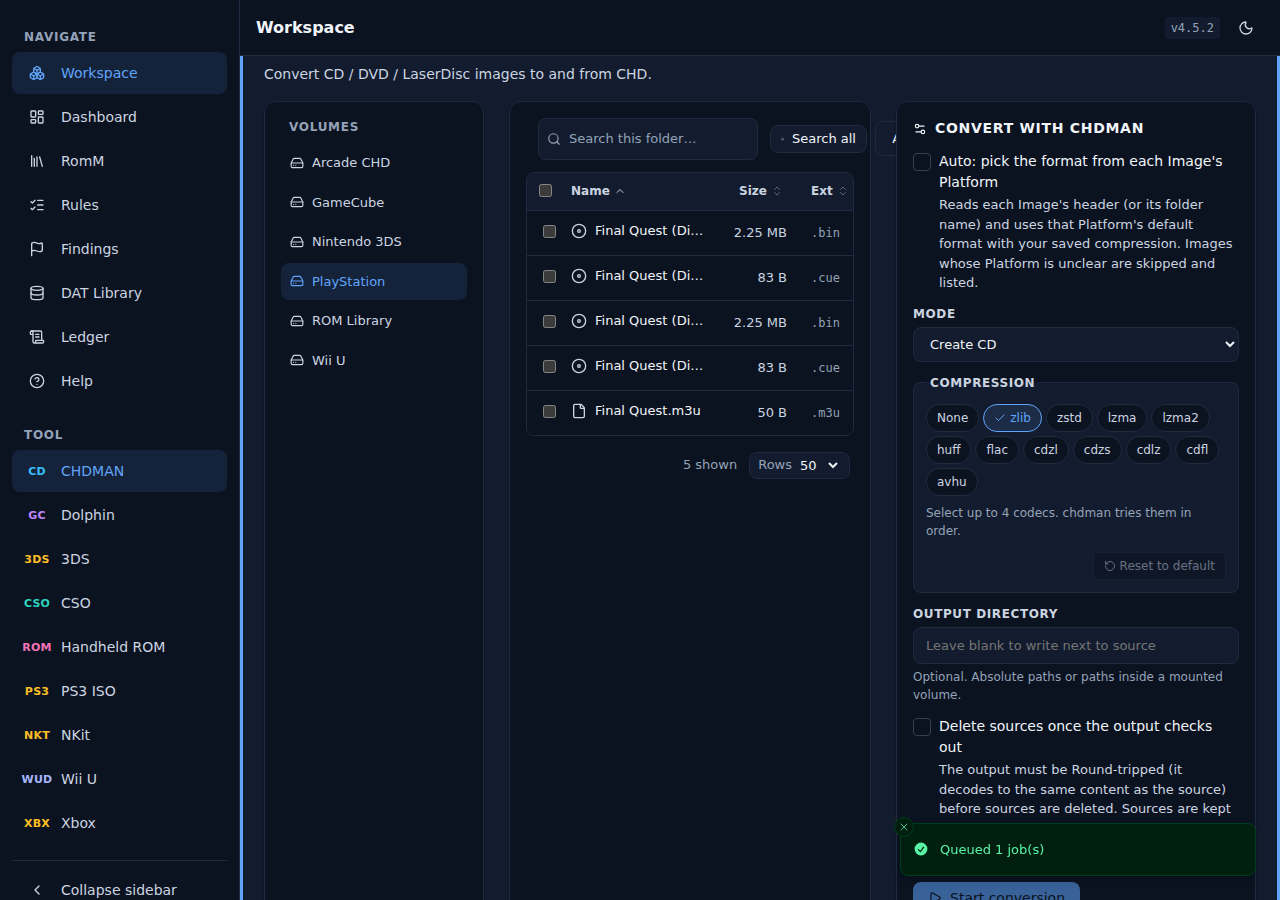 NAVIGATE
Workspace
Dashboard
RomM
Rules
Findings
DAT Library
Ledger
Help
TOOL
CD CHDMAN
GC Dolphin
3DS 3DS
CSO CSO
ROM Handheld ROM
PS3 PS3 ISO
NKT NKit
WUD Wii U
XBX Xbox
Collapse sidebar
Workspace
v4.5.2
Convert CD / DVD / LaserDisc images to and from CHD.
VOLUMES
Arcade CHD
GameCube
Nintendo 3DS
PlayStation
ROM Library
Wii U
Search this folder…
Search all
Name Size Ext
Final Quest (Di… 2.25 MB .bin
Final Quest (Di… 83 B .cue
Final Quest (Di… 2.25 MB .bin
Final Quest (Di… 83 B .cue
Final Quest.m3u 50 B .m3u
5 shown Rows 50
CONVERT WITH CHDMAN
Auto: pick the format from each Image's
Platform
Reads each Image's header (or its folder
name) and uses that Platform's default
format with your saved compression. Images
whose Platform is unclear are skipped and
listed.
MODE
Create CD
COMPRESSION
None zlib zstd lzma lzma2
huff flac cdzl cdzs cdlz cdfl
avhu
Select up to 4 codecs. chdman tries them in
order.
Reset to default
OUTPUT DIRECTORY
Leave blank to write next to source
Optional. Absolute paths or paths inside a mounted
volume.
Delete sources once the output checks
out
The output must be Round-tripped (it
decodes to the same content as the source)
before sources are deleted. Sources are kept
Queued 1 job(s)
Start conversion